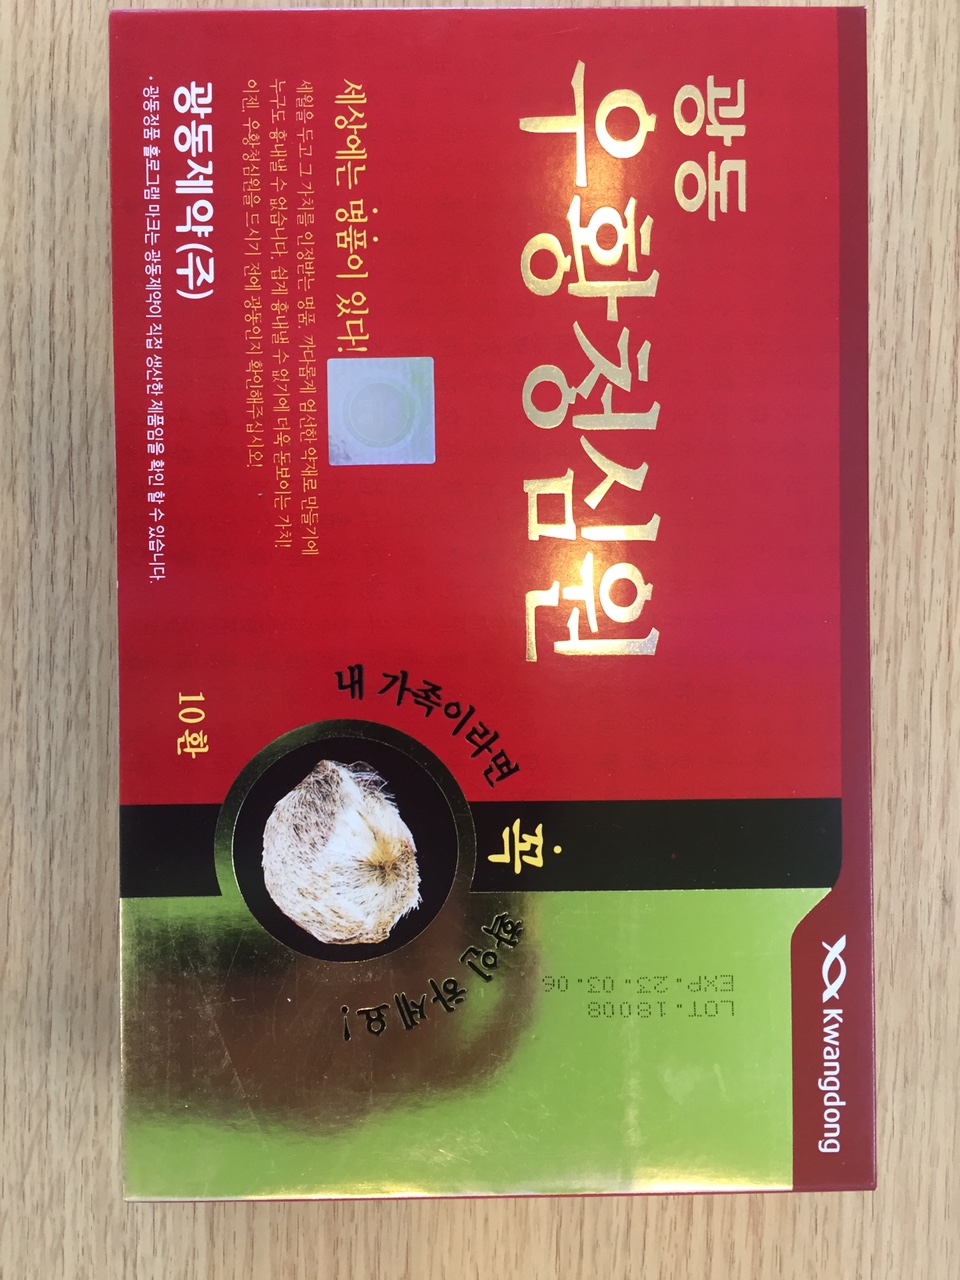 광동
우황청심원
세상에는 명품이 있다!
세월을 두고 그 가치를 인정받는 명품, 까다롭게 엄선한 약재로 만들기에
누구도 흉내낼 수 없습니다. 쉽게 흉내낼 수 없기에 더욱 돋보이는 가치!
이젠, 우황청심원을 드시기 전에 광동인지 확인해주십시오!
광동제약(주)
· 광동정품 홀로그램 마크는 광동제약이 직접 생산한 제품임을 확인 할 수 있습니다.
10환
내 가족이라면
꼭
확인 하세요!
LOT.18008
EXP.23.03.06
Kwangdong